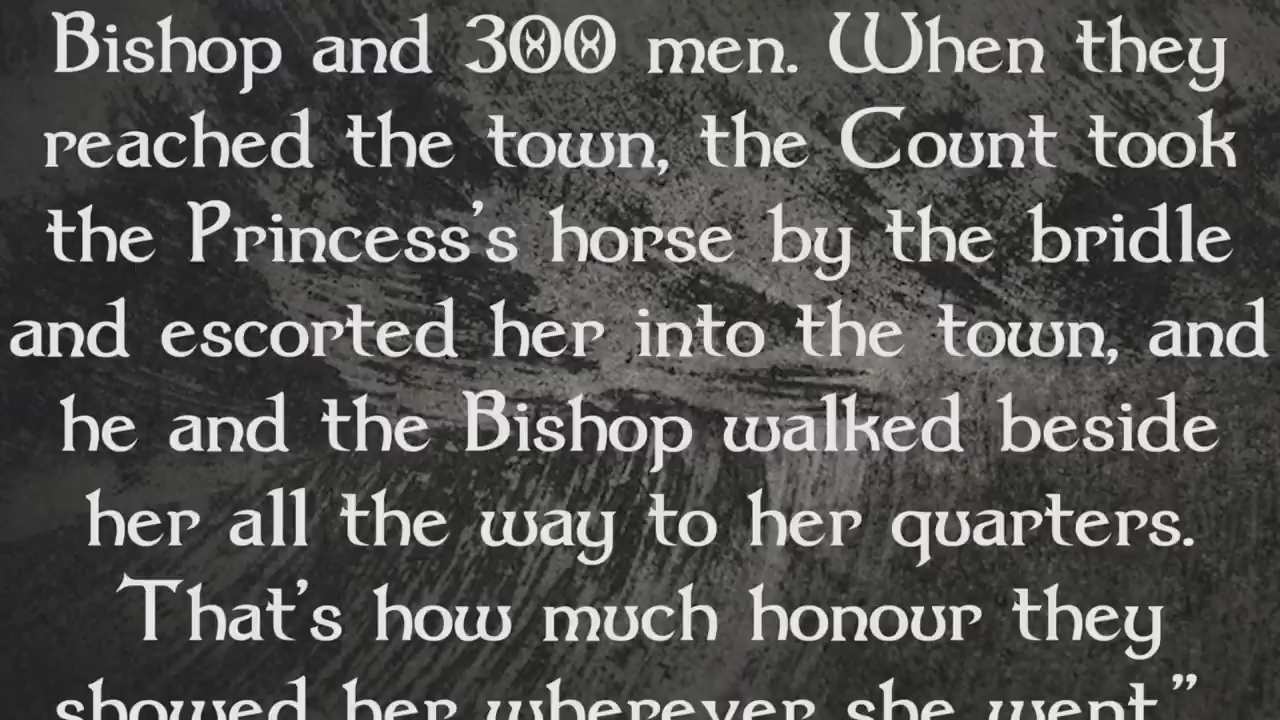 Bishop and 300 men. When they
reached the town, the Count took
the Princess's horse by the bridle
and escorted her into the town, and
he and the Bishop walked beside
her all the way to her quarters.
That's how much honour they
showed her wherever she went."